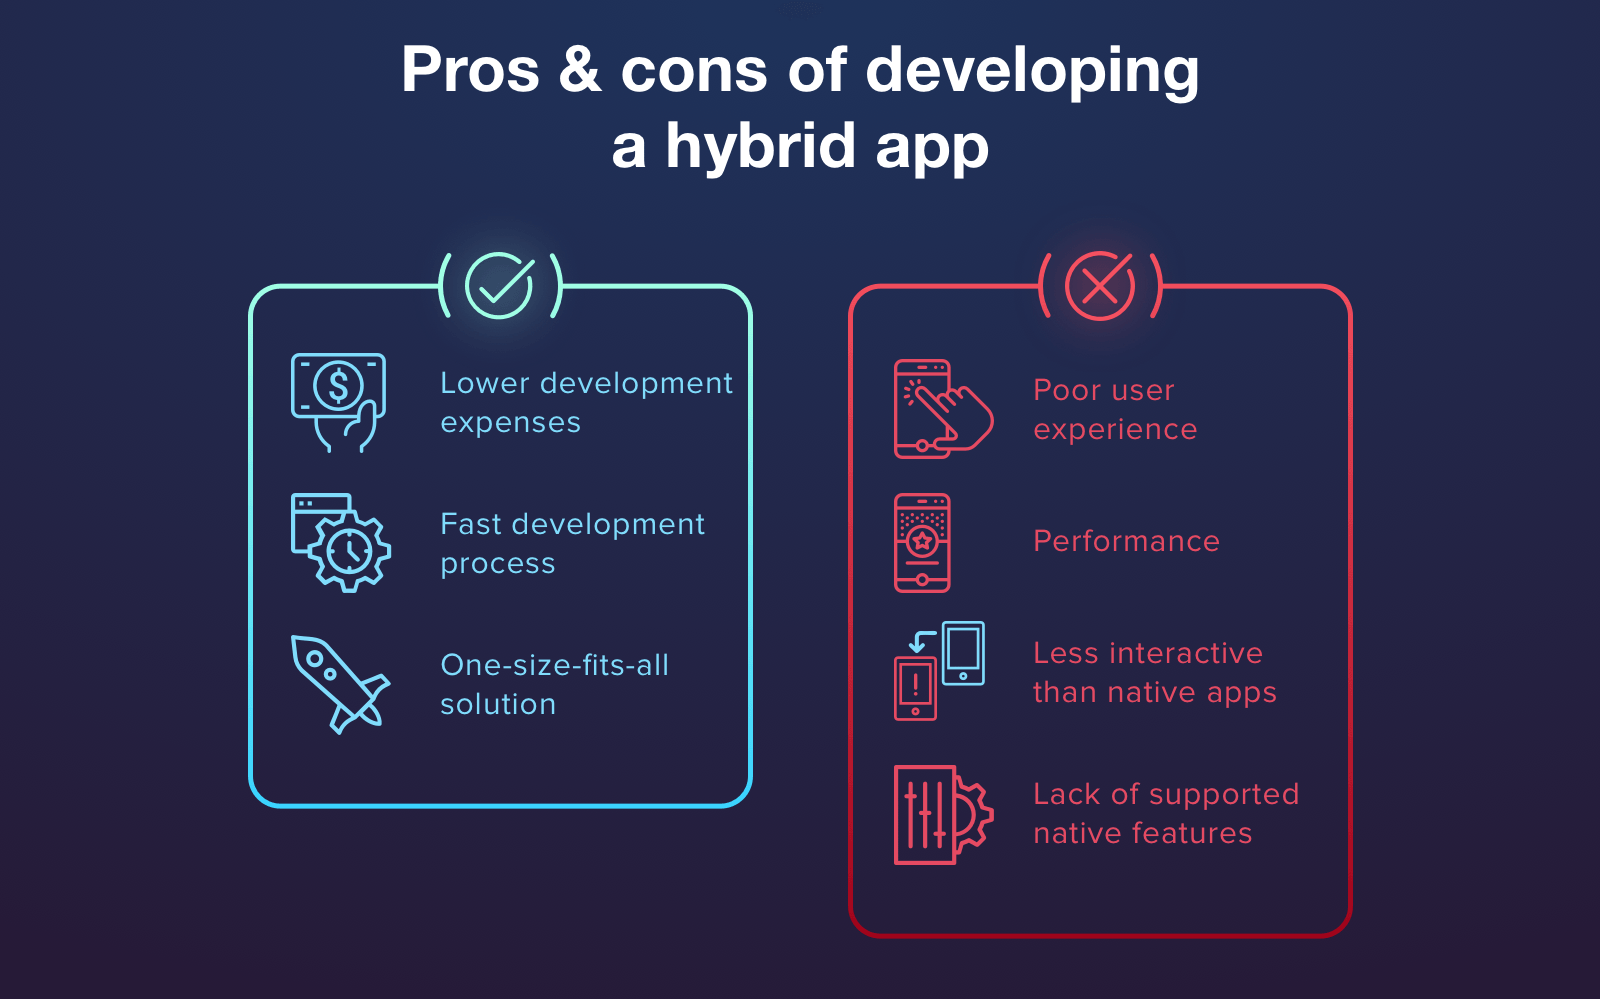 Pros & cons of developing
a hybrid app
$
Lower development
expenses
Fast development
process
One-size-fits-all
solution
Poor user
experience
Performance
!
Less interactive
than native apps
Lack of supported
native features